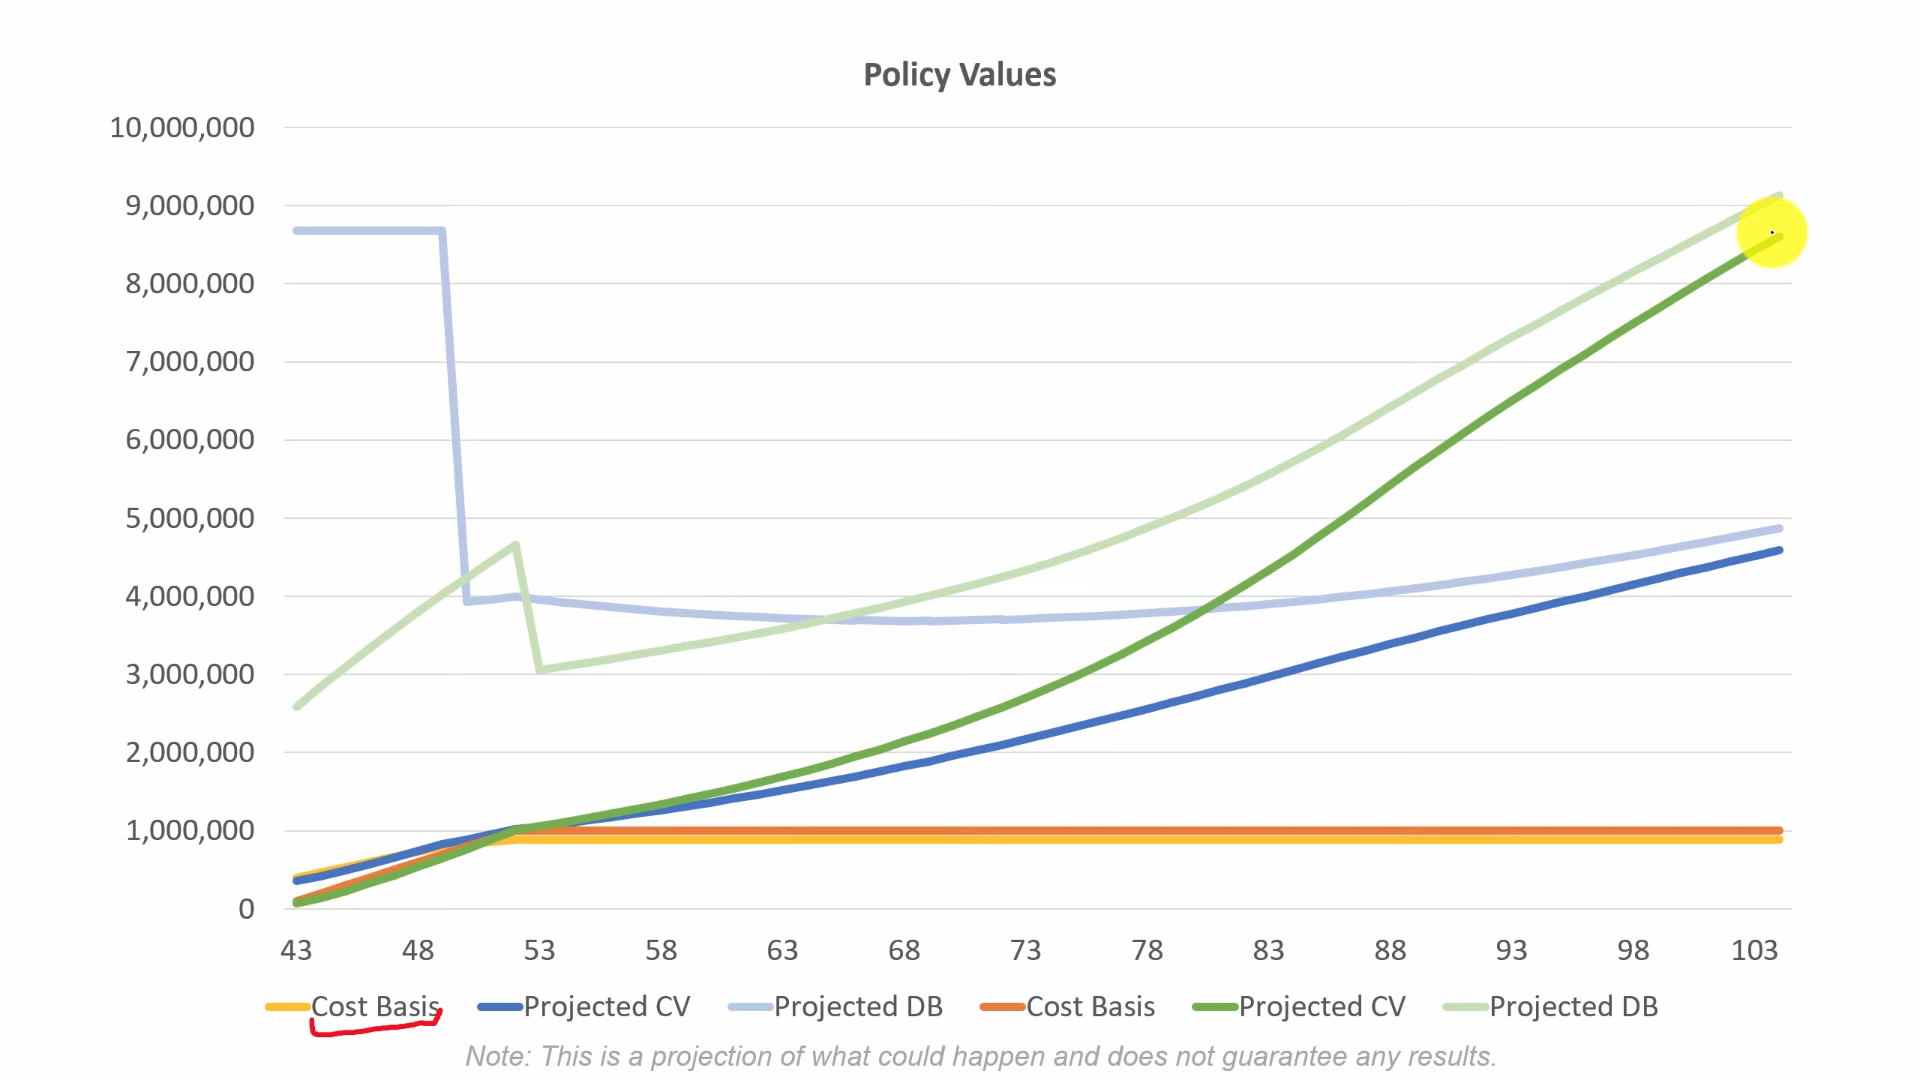 Policy Values
10,000,000
9,000,000
8,000,000
7,000,000
6,000,000
5,000,000
4,000,000
3,000,000
2,000,000
1,000,000
0
43 48 53 58 63 68 73 78 83 88 93 98 103
Cost Basis Projected CV Projected DB Cost Basis Projected CV Projected DB
Note: This is a projection of what could happen and does not guarantee any results.